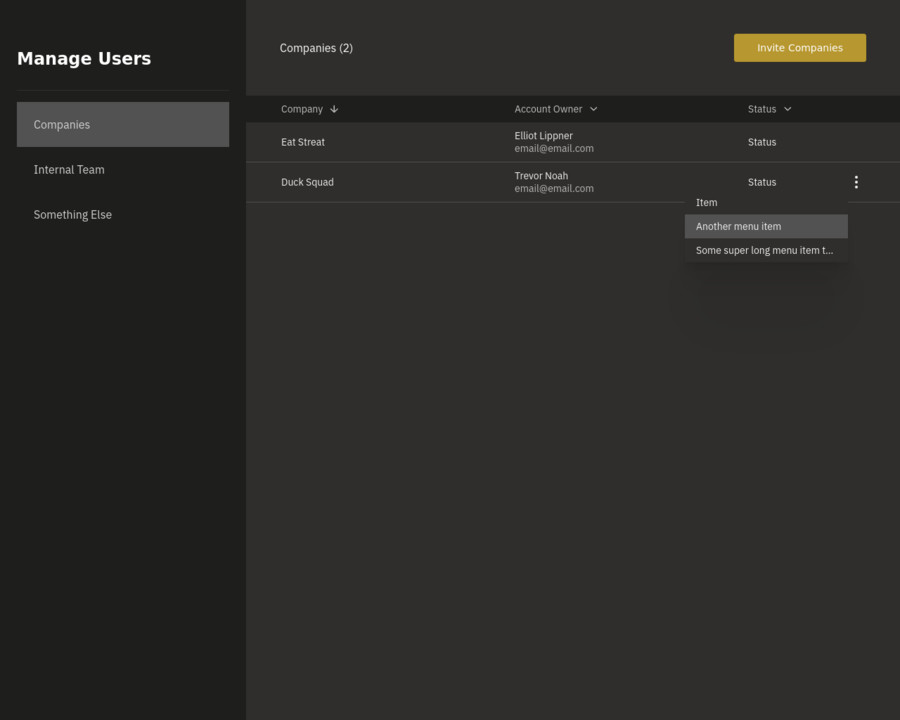 Manage Users
Companies
Internal Team
Something Else
Companies (2)
Invite Companies
Company Account Owner Status
Eat Streat Elliot Lippner Status
email@email.com
Duck Squad Trevor Noah Status
email@email.com
Item
Another menu item
Some super long menu item t...